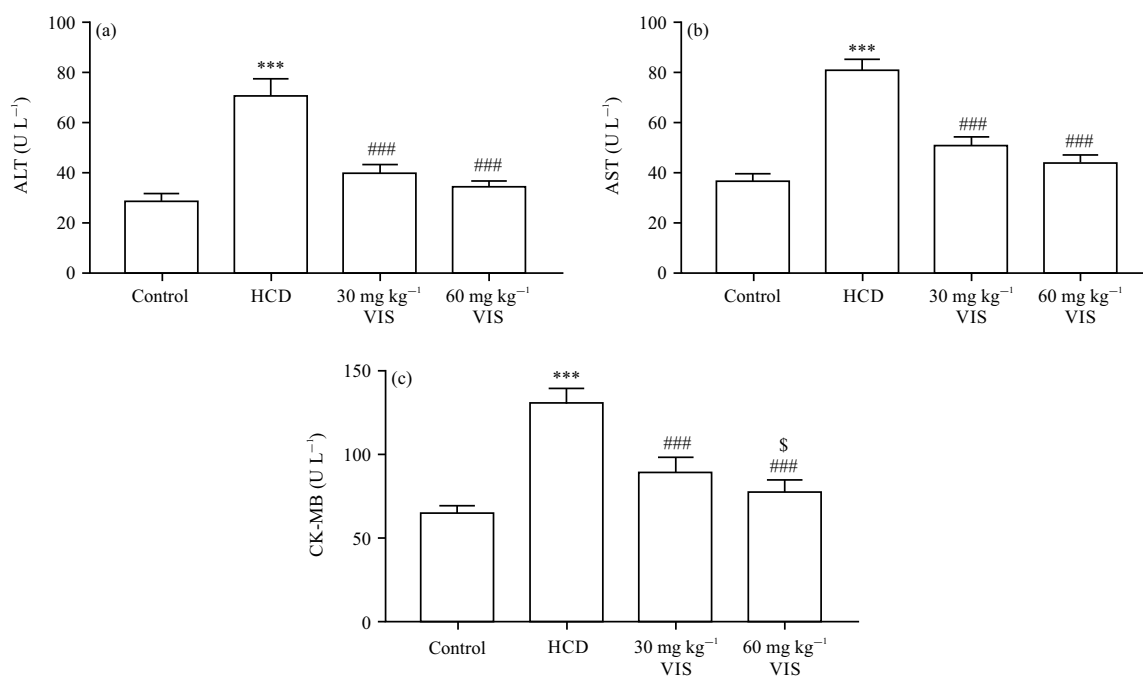 (a)
ALT (U L⁻¹)
100
80
60
40
20
0
***
###
###
Control
HCD
30 mg kg⁻¹
VIS
60 mg kg⁻¹
VIS
(b)
AST (U L⁻¹)
100
80
60
40
20
0
***
###
###
Control
HCD
30 mg kg⁻¹
VIS
60 mg kg⁻¹
VIS
(c)
CK-MB (U L⁻¹)
150
100
50
0
***
###
$
###
Control
HCD
30 mg kg⁻¹
VIS
60 mg kg⁻¹
VIS